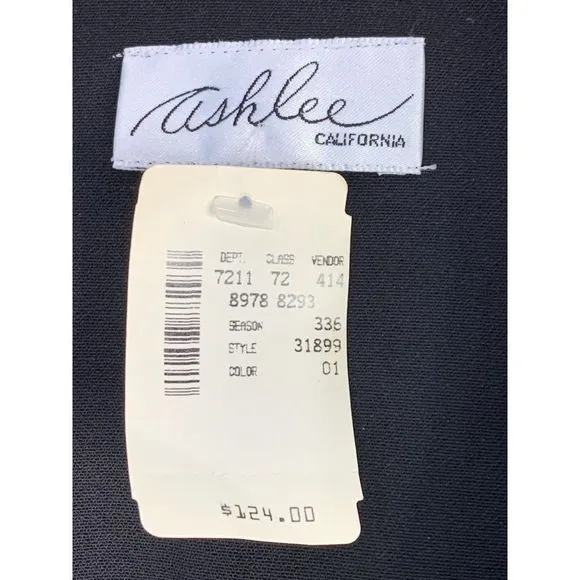 ashlee
CALIFORNIA
DEPT. CLASS VENDOR
7211 72 414
8978 8293
SEASON 336
STYLE 31899
COLOR 01
$124.00